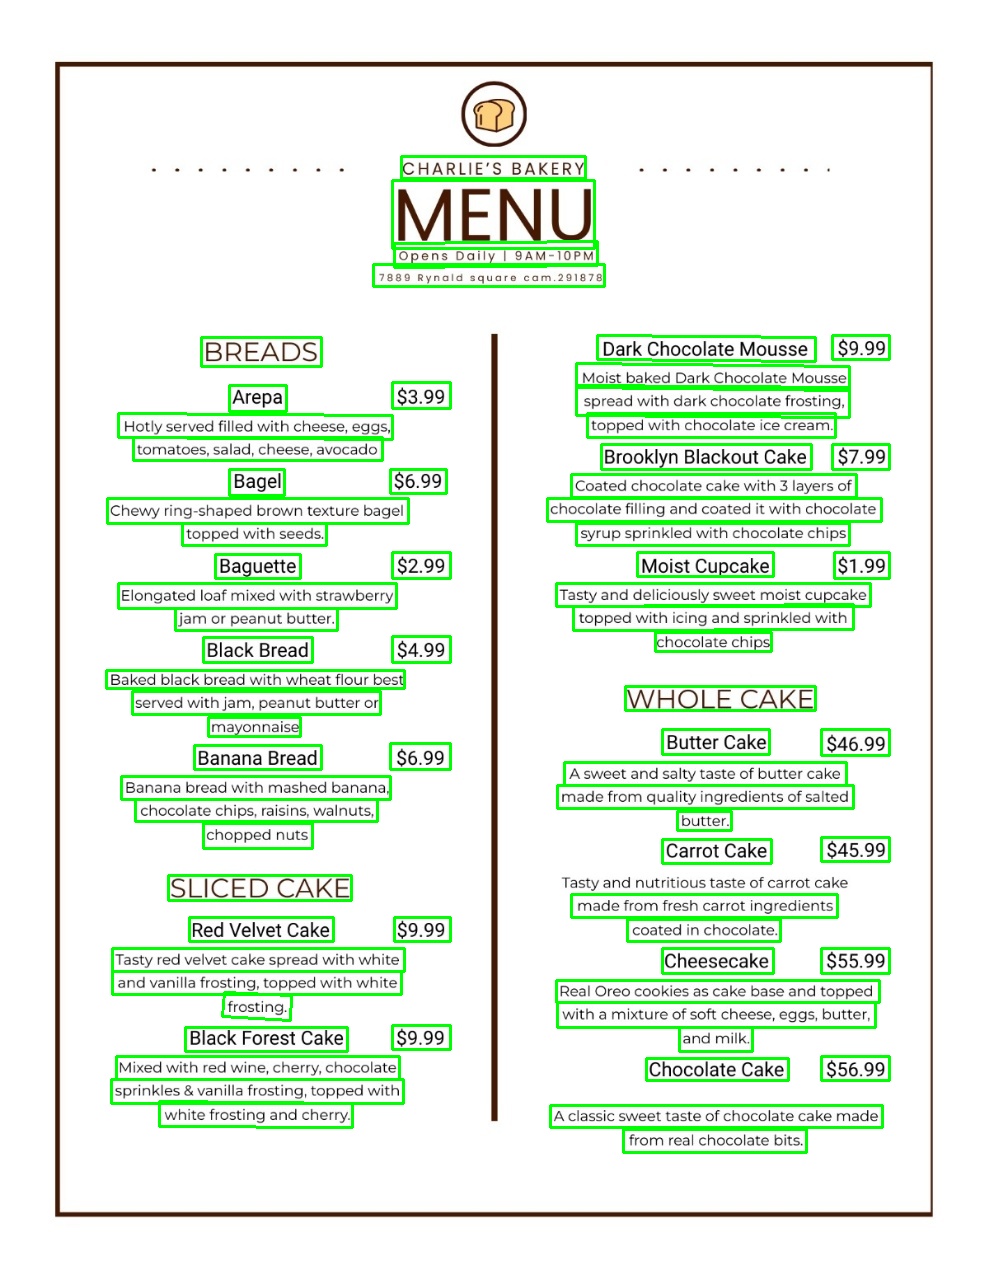 CHARLIE'S BAKERY
MENU
Opens Daily | 9AM-10PM
7889 Rynald square cam.291878
BREADS
Arepa $3.99
Hotly served filled with cheese, eggs,
tomatoes, salad, cheese, avocado
Bagel $6.99
Chewy ring-shaped brown texture bagel
topped with seeds.
Baguette $2.99
Elongated loaf mixed with strawberry
jam or peanut butter.
Black Bread $4.99
Baked black bread with wheat flour best
served with jam, peanut butter or
mayonnaise
Banana Bread $6.99
Banana bread with mashed banana,
chocolate chips, raisins, walnuts,
chopped nuts
SLICED CAKE
Red Velvet Cake $9.99
Tasty red velvet cake spread with white
and vanilla frosting, topped with white
frosting.
Black Forest Cake $9.99
Mixed with red wine, cherry, chocolate
sprinkles & vanilla frosting, topped with
white frosting and cherry.
Dark Chocolate Mousse $9.99
Moist baked Dark Chocolate Mousse
spread with dark chocolate frosting,
topped with chocolate ice cream.
Brooklyn Blackout Cake $7.99
Coated chocolate cake with 3 layers of
chocolate filling and coated it with chocolate
syrup sprinkled with chocolate chips
Moist Cupcake $1.99
Tasty and deliciously sweet moist cupcake
topped with icing and sprinkled with
chocolate chips
WHOLE CAKE
Butter Cake $46.99
A sweet and salty taste of butter cake
made from quality ingredients of salted
butter.
Carrot Cake $45.99
Tasty and nutritious taste of carrot cake
made from fresh carrot ingredients
coated in chocolate.
Cheesecake $55.99
Real Oreo cookies as cake base and topped
with a mixture of soft cheese, eggs, butter,
and milk.
Chocolate Cake $56.99
A classic sweet taste of chocolate cake made
from real chocolate bits.